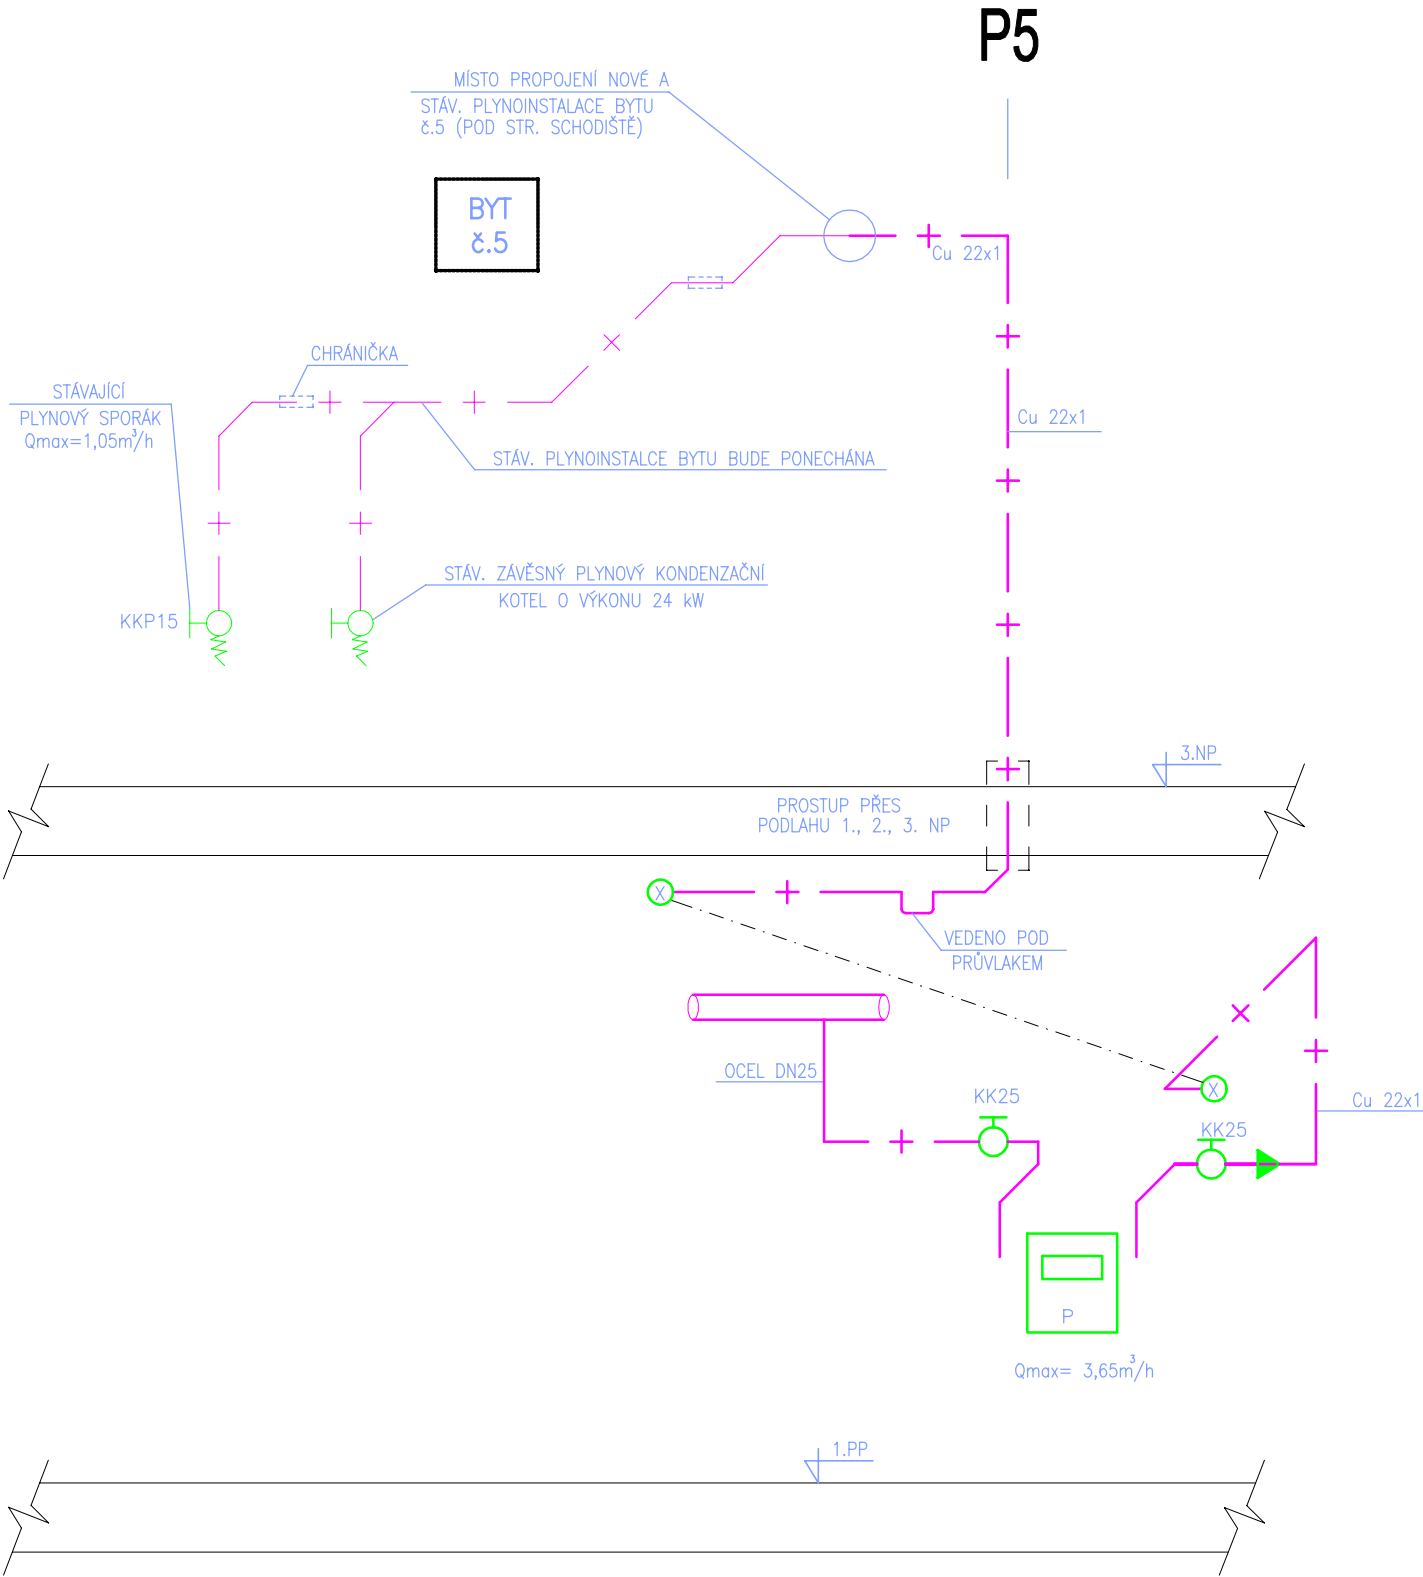 P5
MÍSTO PROPOJENÍ NOVÉ A
STÁV. PLYNOINSTALACE BYTU
č.5 (POD STR. SCHODIŠTĚ)
BYT
č.5
Cu 22x1
CHRÁNIČKA
STÁVAJÍCÍ
PLYNOVÝ SPORÁK
Qmax=1,05m³/h
Cu 22x1
STÁV. PLYNOINSTALCE BYTU BUDE PONECHÁNA
STÁV. ZÁVĚSNÝ PLYNOVÝ KONDENZAČNÍ
KOTEL O VÝKONU 24 kW
KKP15
3.NP
PROSTUP PŘES
PODLAHU 1., 2., 3. NP
X
VEDENO POD
PRŮVLAKEM
OCEL DN25
KK25
X
Cu 22x1
KK25
P
Qmax= 3,65m³/h
1.PP